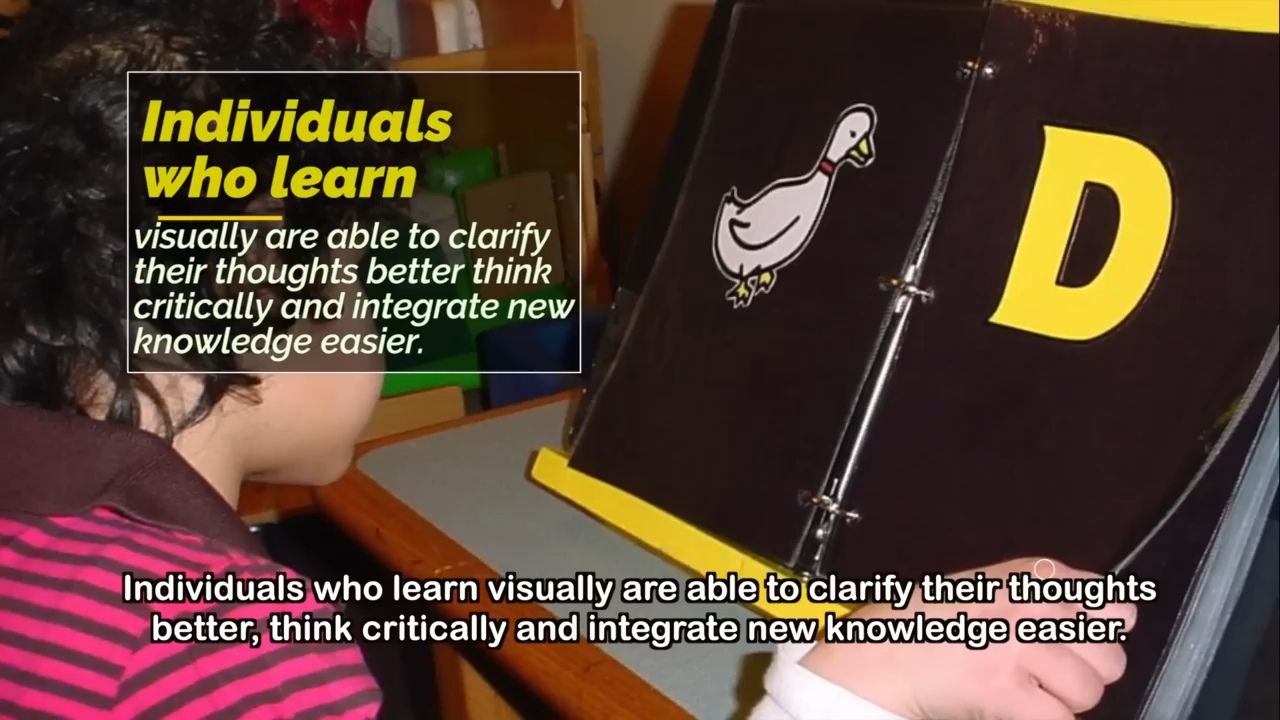 Individuals
who learn
visually are able to clarify
their thoughts better think
critically and integrate new
knowledge easier.
D
Individuals who learn visually are able to clarify their thoughts
better, think critically and integrate new knowledge easier.